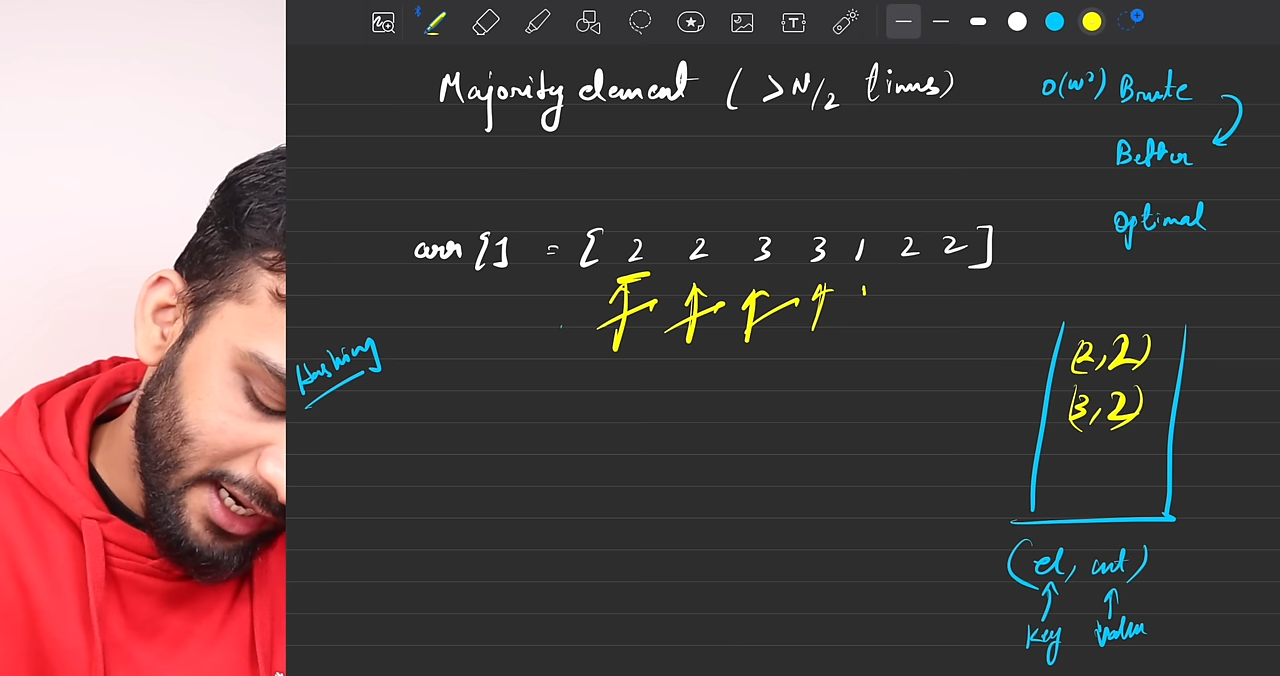 Majority element ( > N/2 times)
O(N²) Brute
Better
Optimal
arr[] = [ 2 2 3 3 1 2 2 ]
Hashing
(2, 2)
(3, 2)
(el, cnt)
Key value